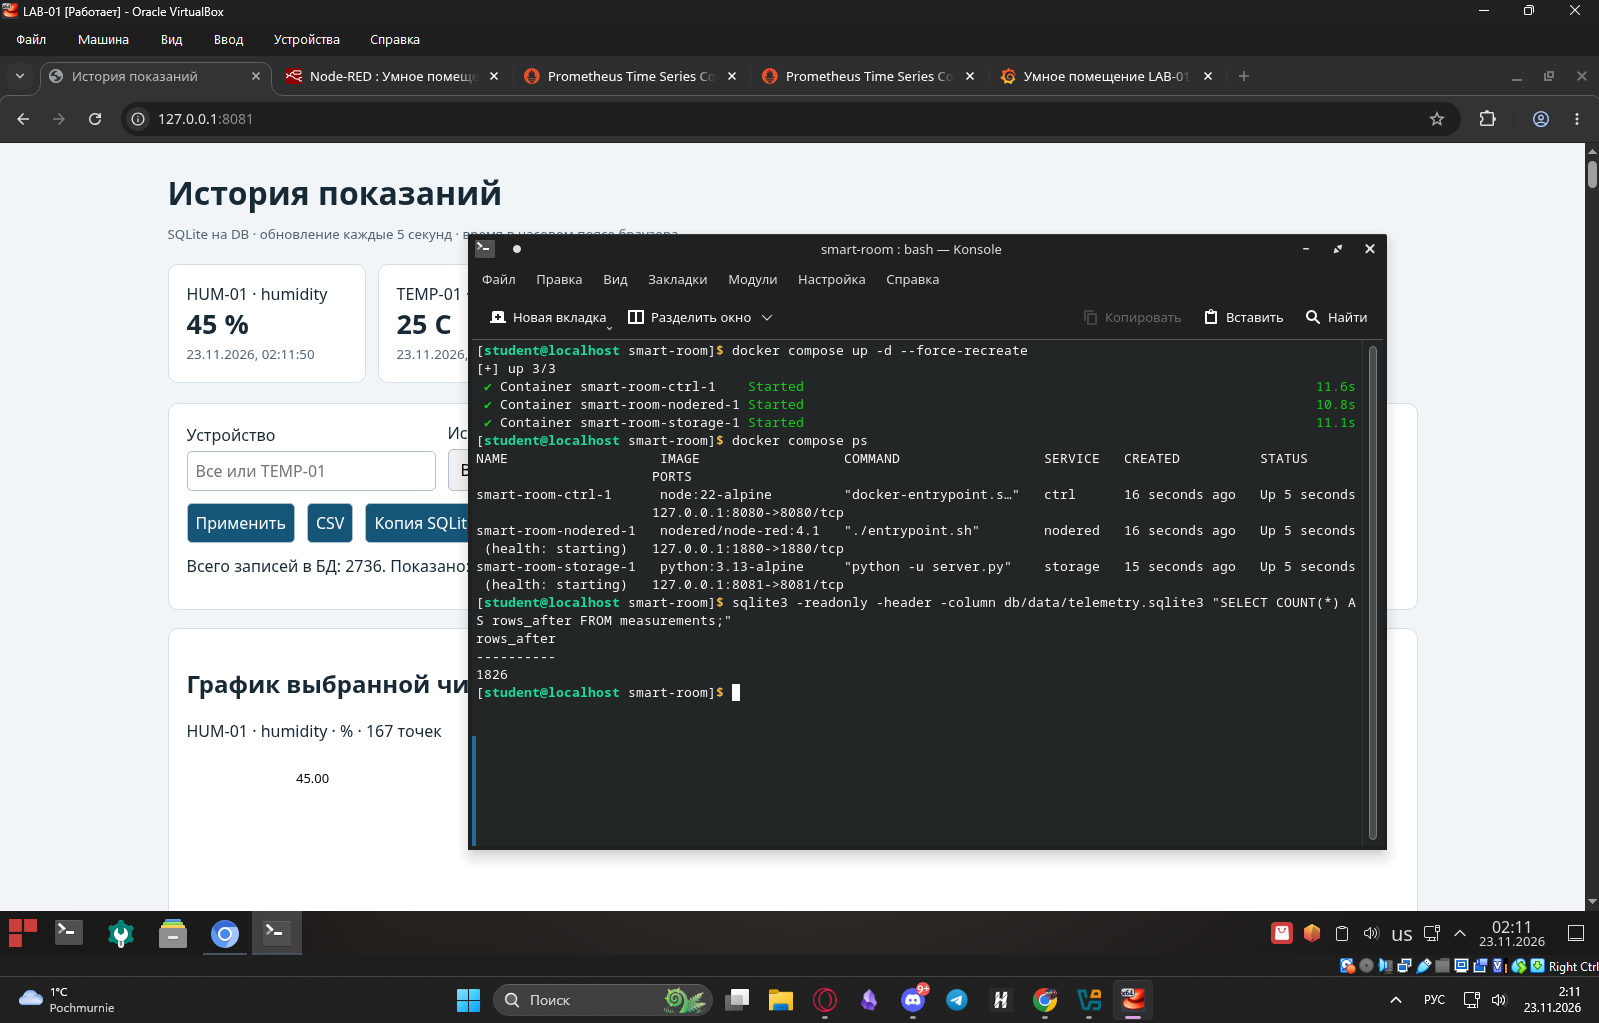 LAB-01 [Работает] - Oracle VirtualBox
Файл Машина Вид Ввод Устройства Справка
История показаний
Node-RED : Умное помеще
Prometheus Time Series Co
Prometheus Time Series Co
Умное помещение LAB-01
127.0.0.1:8081
История показаний
SQLite на DB · обновление каждые 5 секунд · время в часовом поясе браузера
HUM-01 · humidity
45 %
23.11.2026, 02:11:50
TEMP-01 ·
25 C
23.11.2026,
Устройство
Ис
Все или TEMP-01
В
Применить CSV Копия SQLit
Всего записей в БД: 2736. Показано:
График выбранной чи
HUM-01 · humidity · % · 167 точек
45.00
smart-room : bash — Konsole
Файл Правка Вид Закладки Модули Настройка Справка
Новая вкладка Разделить окно Копировать Вставить Найти
[student@localhost smart-room]$ docker compose up -d --force-recreate
[+] up 3/3
✔ Container smart-room-ctrl-1 Started 11.6s
✔ Container smart-room-nodered-1 Started 10.8s
✔ Container smart-room-storage-1 Started 11.1s
[student@localhost smart-room]$ docker compose ps
NAME IMAGE COMMAND SERVICE CREATED STATUS
PORTS
smart-room-ctrl-1 node:22-alpine "docker-entrypoint.s…" ctrl 16 seconds ago Up 5 seconds
127.0.0.1:8080->8080/tcp
smart-room-nodered-1 nodered/node-red:4.1 "./entrypoint.sh" nodered 16 seconds ago Up 5 seconds
(health: starting) 127.0.0.1:1880->1880/tcp
smart-room-storage-1 python:3.13-alpine "python -u server.py" storage 15 seconds ago Up 5 seconds
(health: starting) 127.0.0.1:8081->8081/tcp
[student@localhost smart-room]$ sqlite3 -readonly -header -column db/data/telemetry.sqlite3 "SELECT COUNT(*) A
S rows_after FROM measurements;"
rows_after
----------
1826
[student@localhost smart-room]$
us
02:11
23.11.2026
Right Ctrl
1°C
Pochmurnie
Поиск
9+
x64
РУС
2:11
23.11.2026